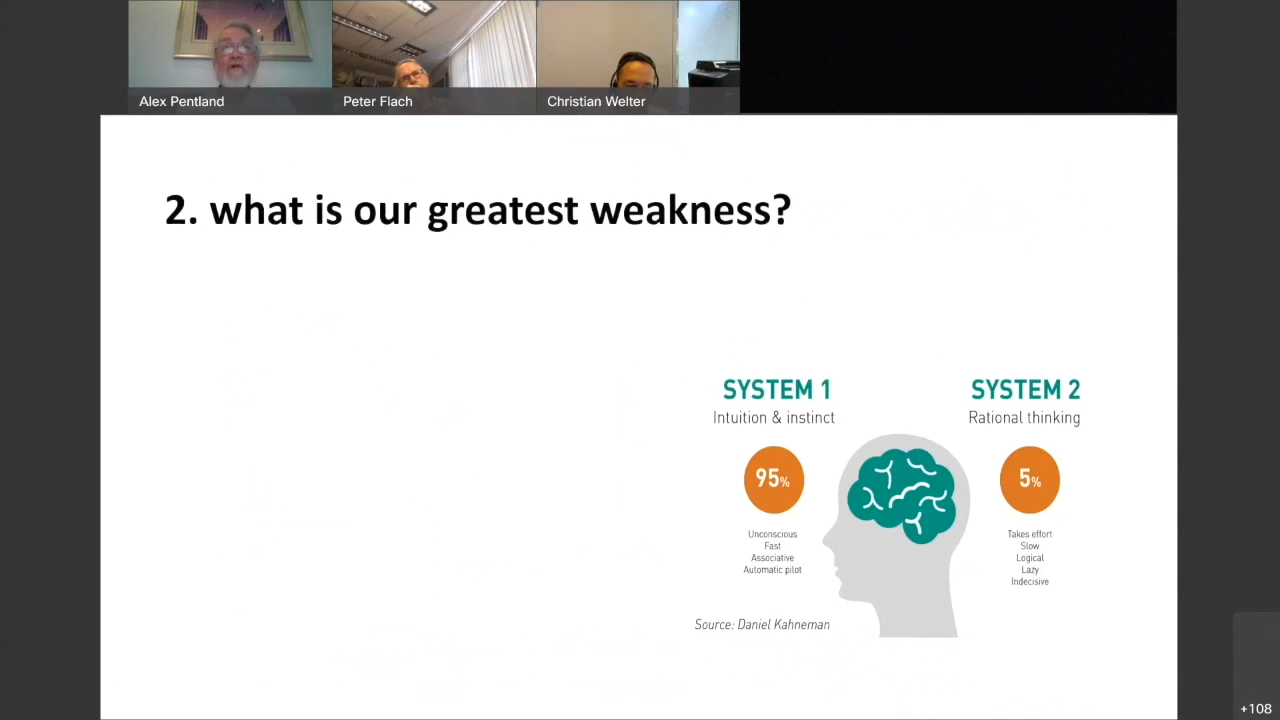 Alex Pentland
Peter Flach
Christian Welter
2. what is our greatest weakness?
SYSTEM 1
Intuition & instinct
95%
Unconscious
Fast
Associative
Automatic pilot
SYSTEM 2
Rational thinking
5%
Takes effort
Slow
Logical
Lazy
Indecisive
Source: Daniel Kahneman
+108